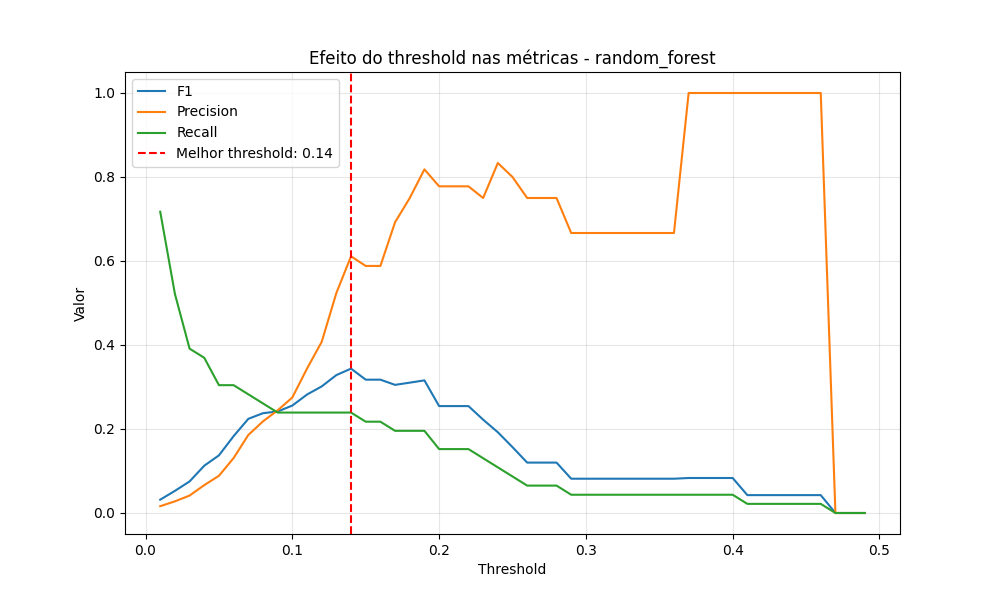 Efeito do threshold nas métricas - random_forest
F1
Precision
Recall
Melhor threshold: 0.14
1.0
0.8
0.6
0.4
0.2
0.0
Valor
0.0 0.1 0.2 0.3 0.4 0.5
Threshold